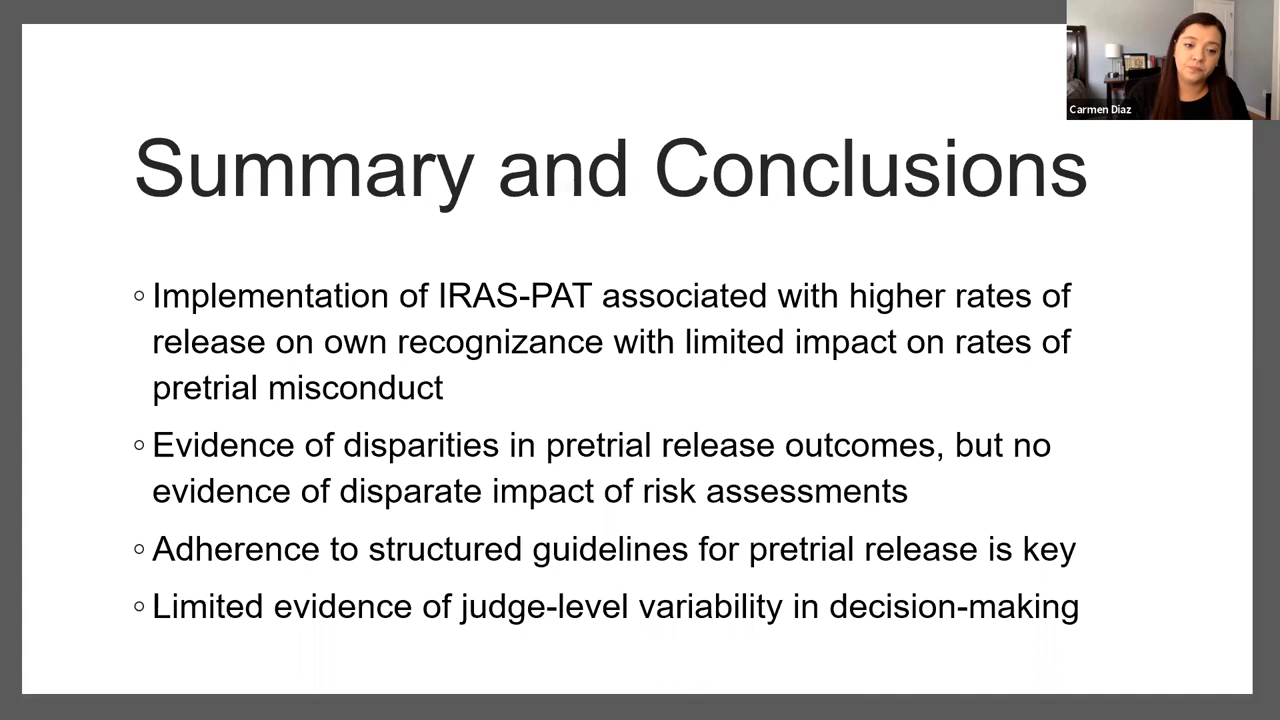 Carmen Diaz
Summary and Conclusions
◦ Implementation of IRAS-PAT associated with higher rates of
release on own recognizance with limited impact on rates of
pretrial misconduct
◦ Evidence of disparities in pretrial release outcomes, but no
evidence of disparate impact of risk assessments
◦ Adherence to structured guidelines for pretrial release is key
◦ Limited evidence of judge-level variability in decision-making